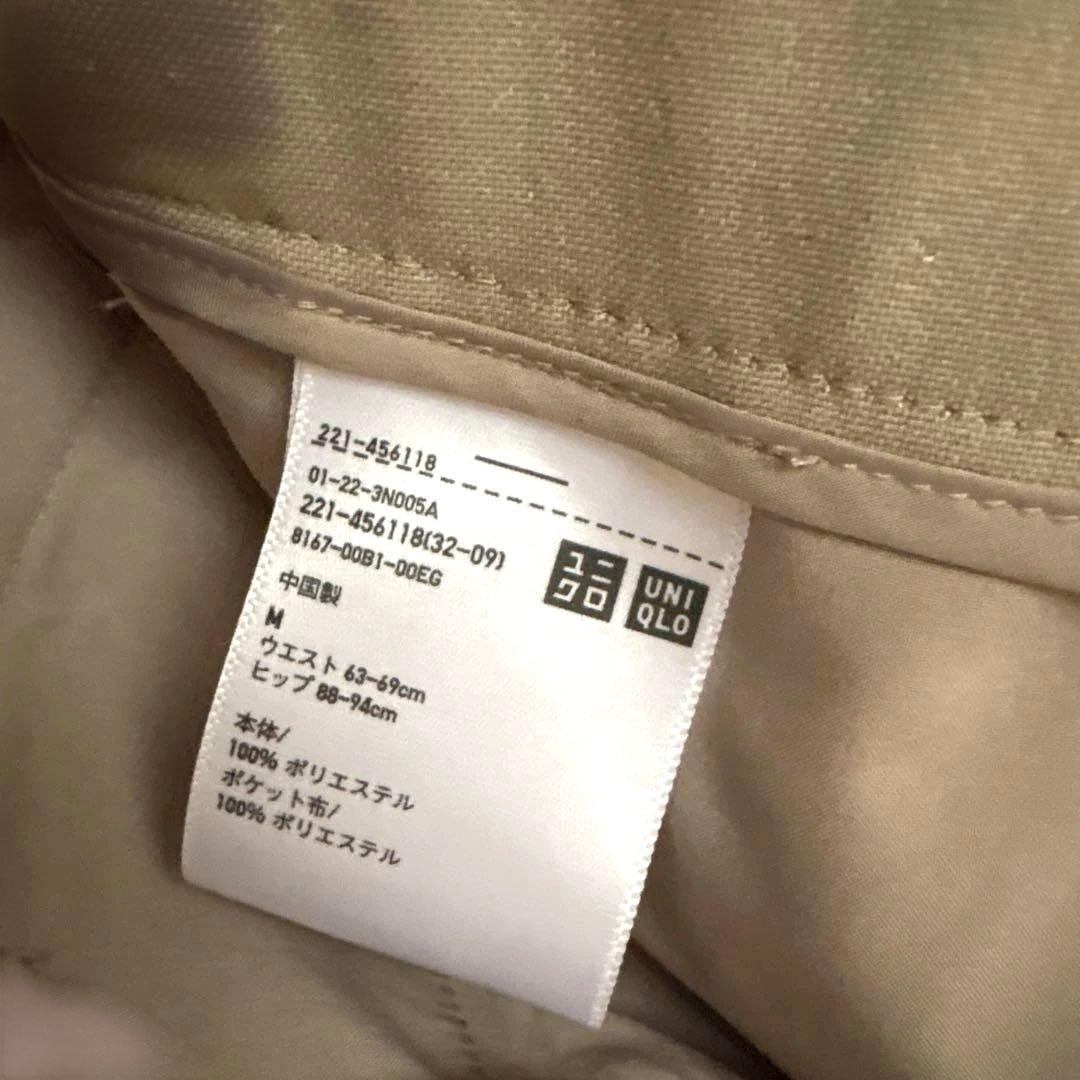 221-456118
01-22-3N005A
221-456118(32-09)
8167-00B1-00EG
ユニ
クロ
UNI
QLO
中国製
M
ウエスト 63-69cm
ヒップ 88-94cm
本体/
100% ポリエステル
ポケット布/
100% ポリエステル